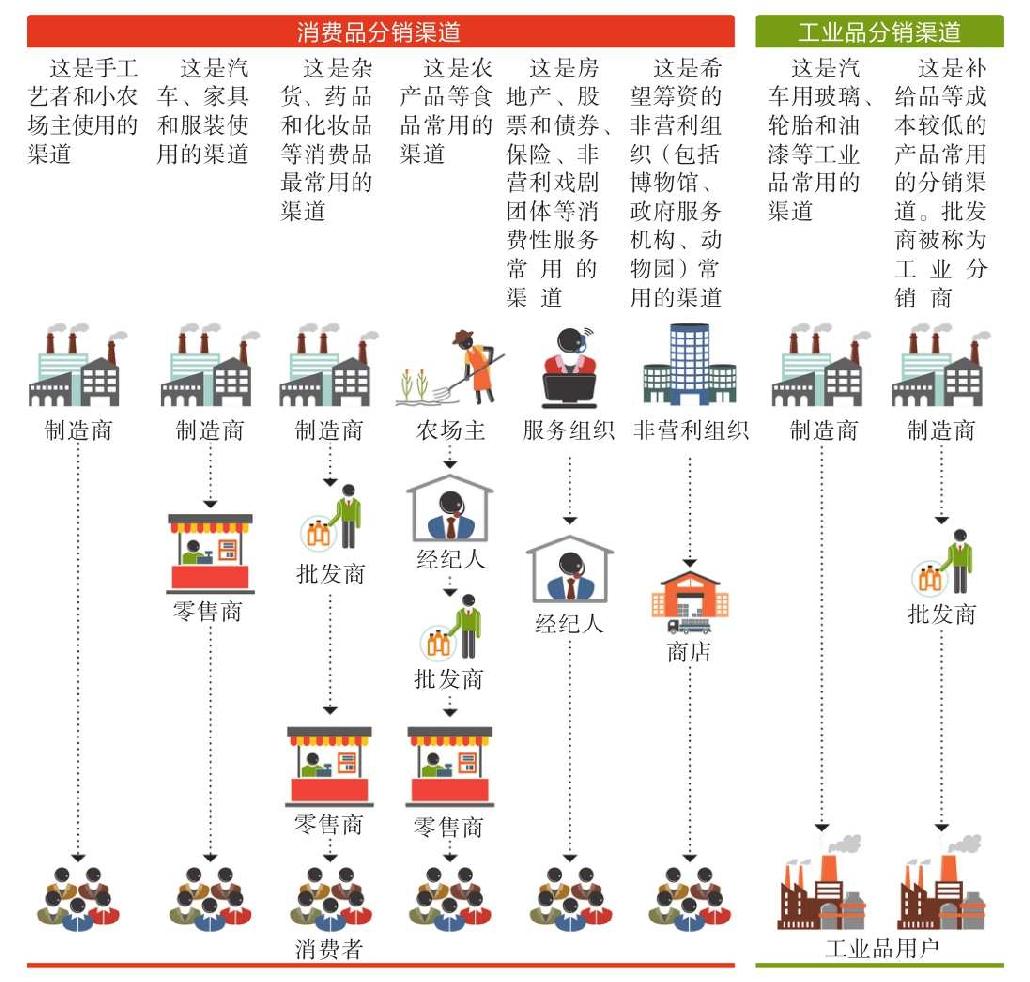 消费品分销渠道
工业品分销渠道
这是手工
艺者和小农
场主使用的
渠道
这是汽
车、家具
和服装使
用的渠道
这是杂
货、药品
和化妆品
等消费品
最常用的
渠道
这是农
产品等食
品常用的
渠道
这是房
地产、股
票和债券、
保险、非
营利戏剧
团体等消
费性服务
常用的
渠道
这是希
望筹资的
非营利组
织（包括
博物馆、
政府服务
机构、动
物园）常
用的渠道
这是汽
车用玻璃、
轮胎和油
漆等工业
品常用的
渠道
这是补
给品等成
本较低的
产品常用
的分销渠
道。批发
商被称为
工业分
销商
制造商
制造商
制造商
农场主
服务组织
非营利组织
制造商
制造商
经纪人
批发商
零售商
经纪人
批发商
商店
批发商
零售商
零售商
消费者
工业品用户